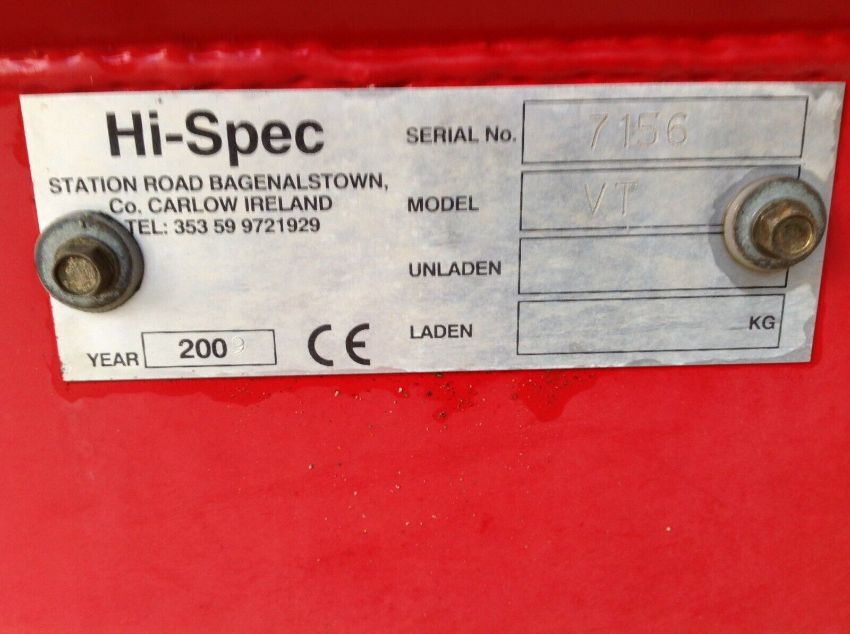 Hi-Spec
STATION ROAD BAGENALSTOWN,
Co. CARLOW IRELAND
TEL: 353 59 9721929
YEAR 2009
CE
SERIAL No. 7156
MODEL VT
UNLADEN
LADEN KG